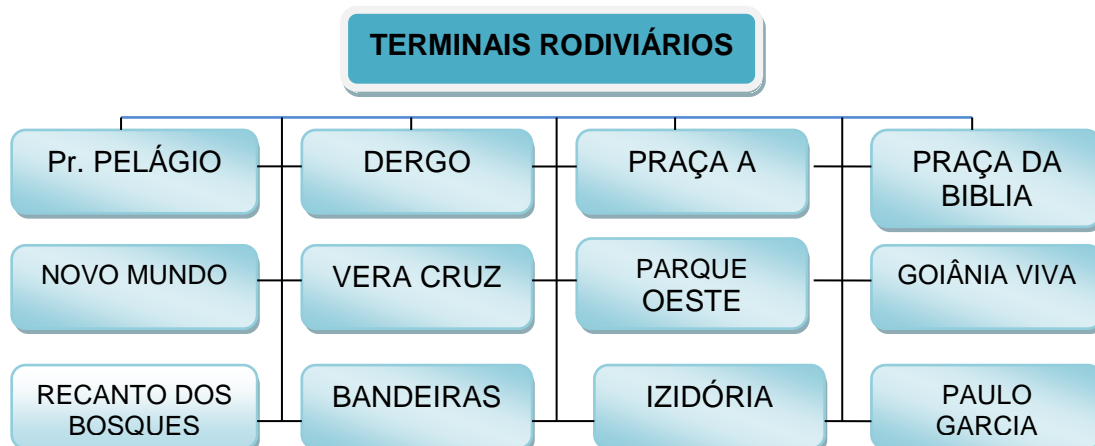 TERMINAIS RODIVIÁRIOS
Pr. PELÁGIO
DERGO
PRAÇA A
PRAÇA DA
BIBLIA
NOVO MUNDO
VERA CRUZ
PARQUE
OESTE
GOIÂNIA VIVA
RECANTO DOS
BOSQUES
BANDEIRAS
IZIDÓRIA
PAULO
GARCIA